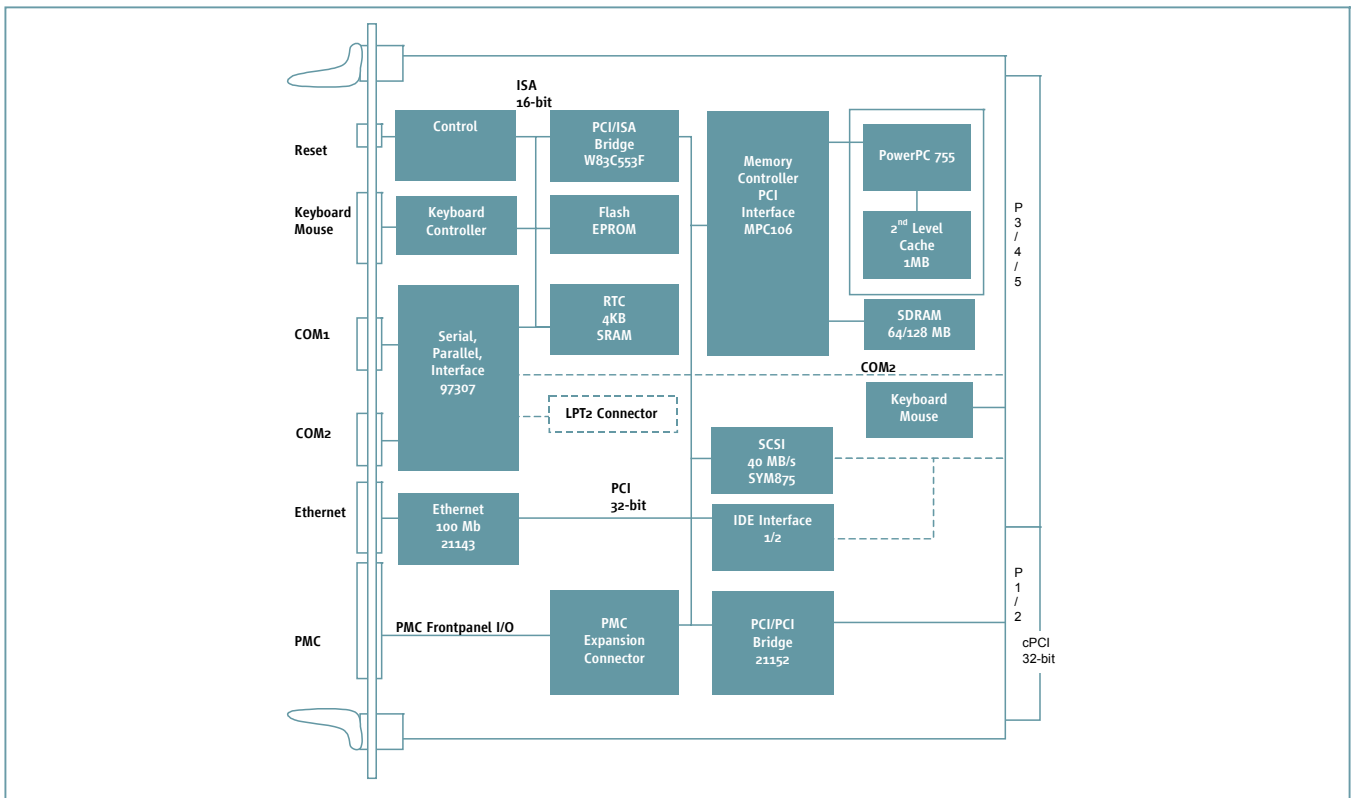 ISA
16-bit
Reset
Control
PCI/ISA
Bridge
W83C553F
Memory
Controller
PCI
Interface
MPC106
PowerPC 755
2nd Level
Cache
1MB
P
3
/
4
/
5
Keyboard
Mouse
Keyboard
Controller
Flash
EPROM
COM1
Serial,
Parallel,
Interface
97307
RTC
4KB
SRAM
SDRAM
64/128 MB
COM2
Keyboard
Mouse
COM2
LPT2 Connector
SCSI
40 MB/s
SYM875
Ethernet
Ethernet
100 Mb
21143
PCI
32-bit
IDE Interface
1/2
P
1
/
2
PMC
PMC Frontpanel I/O
PMC
Expansion
Connector
PCI/PCI
Bridge
21152
cPCI
32-bit